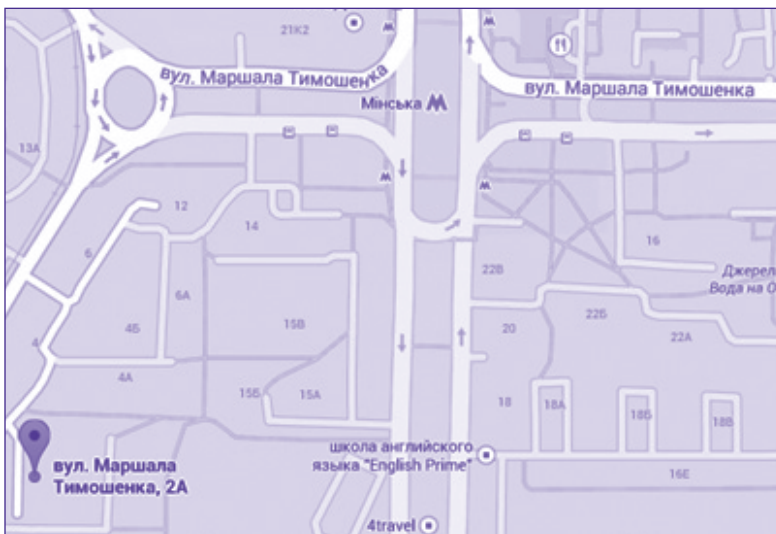 21К2
вул. Маршала Тимошенка
Мінська М
вул. Маршала Тимошенка
13А
12
14
16
6
22В
Джерел
Вода на О
6А
4Б
15В
20
22Б
22А
4
4А
15Б
15А
18
18А
18Б
18В
школа английского
языка "English Prime"
16Е
вул. Маршала
Тимошенка, 2А
4travel